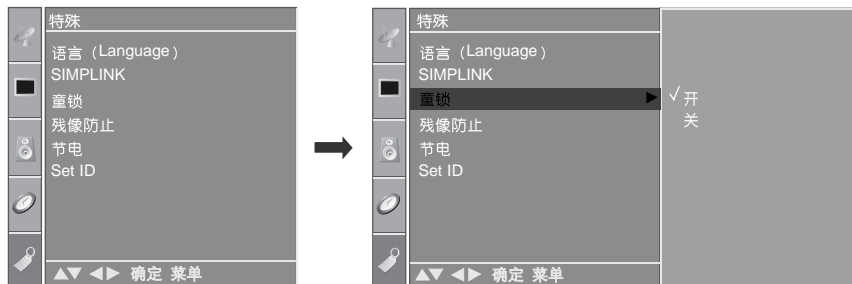 特殊
语言（Language）
SIMPLINK
童锁
残像防止
节电
Set ID
▲▼ ◀▶ 确定 菜单
特殊
语言（Language）
SIMPLINK
童锁 ▶
残像防止
节电
Set ID
▲▼ ◀▶ 确定 菜单
√ 开
关